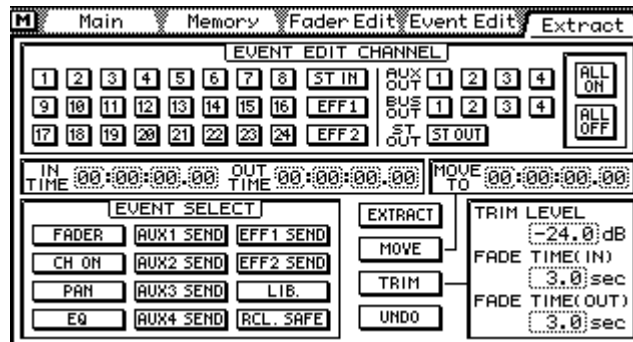 M Main Memory Fader Edit Event Edit Extract
EVENT EDIT CHANNEL
1 2 3 4 5 6 7 8 ST IN AUX OUT 1 2 3 4 ALL ON
9 10 11 12 13 14 15 16 EFF1 BUS OUT 1 2 3 4 ALL OFF
17 18 19 20 21 22 23 24 EFF2 ST OUT ST OUT
IN TIME 00:00:00.00 OUT TIME 00:00:00.00 MOVE TO 00:00:00.00
EVENT SELECT
FADER AUX1 SEND EFF1 SEND
CH ON AUX2 SEND EFF2 SEND
PAN AUX3 SEND LIB.
EQ AUX4 SEND RCL. SAFE
EXTRACT
MOVE
TRIM
UNDO
TRIM LEVEL
-24.0 dB
FADE TIME(IN)
3.0 sec
FADE TIME(OUT)
3.0 sec